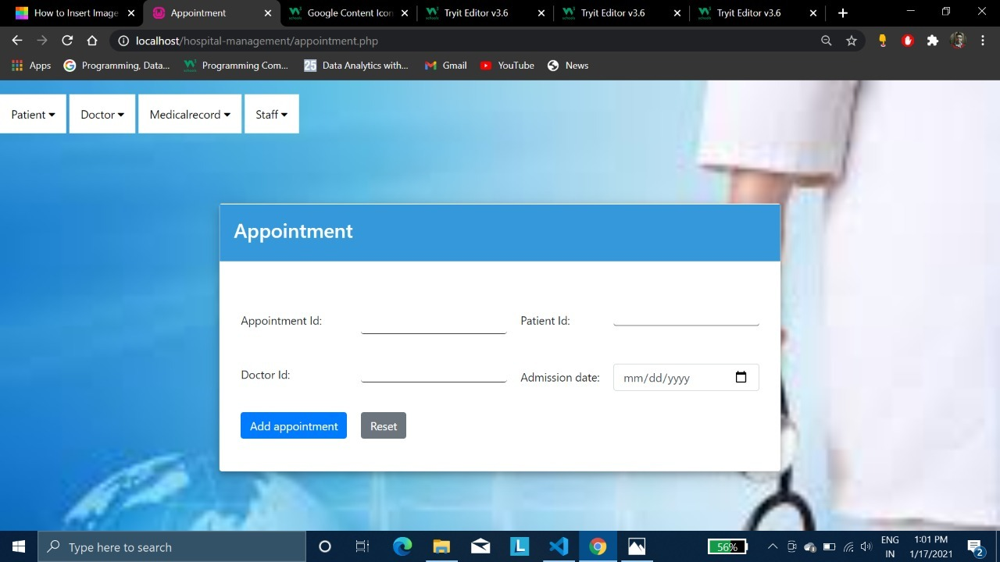 How to Insert Image
Appointment
Google Content Icon
Tryit Editor v3.6
Tryit Editor v3.6
Tryit Editor v3.6
localhost/hospital-management/appointment.php
Apps
Programming, Data...
Programming Com...
25 Data Analytics with...
Gmail
YouTube
News
Patient
Doctor
Medicalrecord
Staff
Appointment
Appointment Id:
Patient Id:
Doctor Id:
Admission date:
mm/dd/yyyy
Add appointment
Reset
Type here to search
L
56%
ENG
IN
1:01 PM
1/17/2021
2